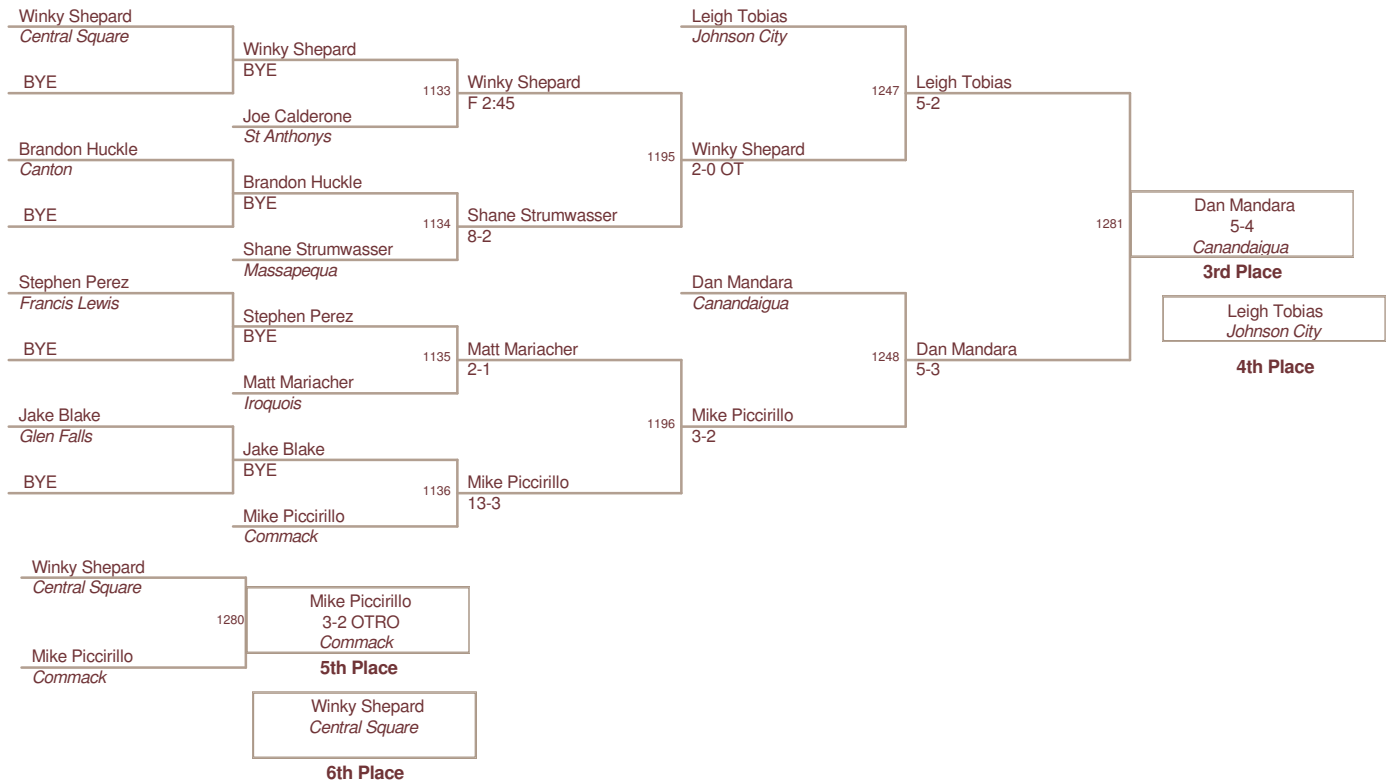 Winky Shepard
Central Square
BYE
Brandon Huckle
Canton
BYE
Stephen Perez
Francis Lewis
BYE
Jake Blake
Glen Falls
BYE
Winky Shepard
BYE
1133
Joe Calderone
St Anthonys
Brandon Huckle
BYE
1134
Shane Strumwasser
Massapequa
Stephen Perez
BYE
1135
Matt Mariacher
Iroquois
Jake Blake
BYE
1136
Mike Piccirillo
Commack
Winky Shepard
F 2:45
1195
Shane Strumwasser
8-2
Matt Mariacher
2-1
1196
Mike Piccirillo
13-3
Leigh Tobias
Johnson City
1247
Winky Shepard
2-0 OT
Dan Mandara
Canandaigua
1248
Mike Piccirillo
3-2
Leigh Tobias
5-2
1281
Dan Mandara
5-3
Dan Mandara
5-4
Canandaigua
3rd Place
Leigh Tobias
Johnson City
4th Place
Winky Shepard
Central Square
1280
Mike Piccirillo
Commack
Mike Piccirillo
3-2 OTRO
Commack
5th Place
Winky Shepard
Central Square
6th Place